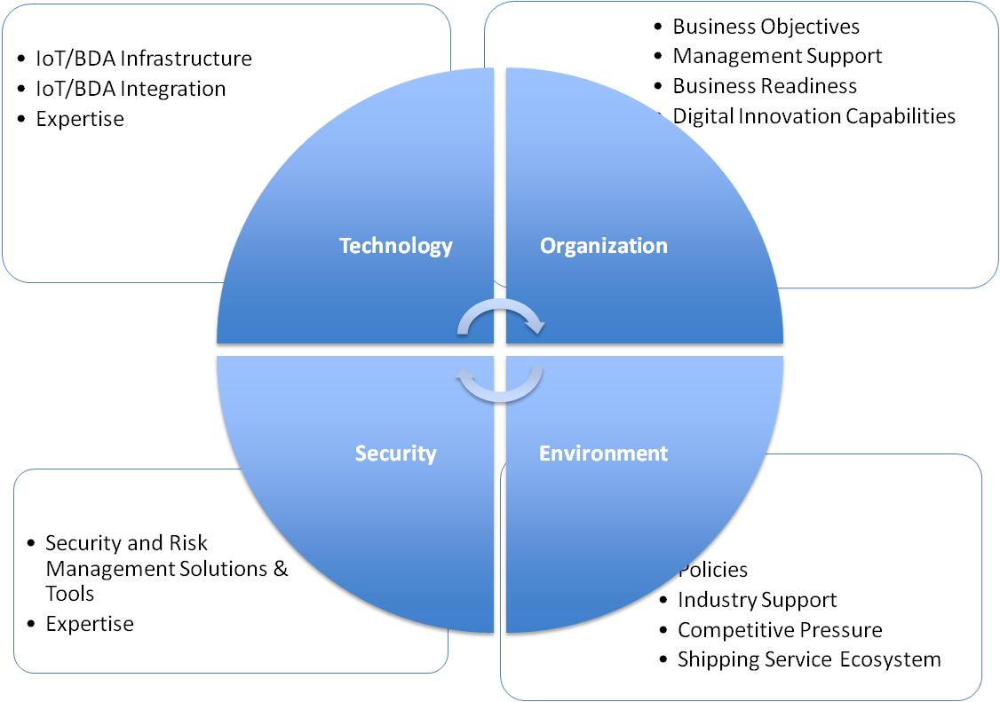 • IoT/BDA Infrastructure
• IoT/BDA Integration
• Expertise
• Business Objectives
• Management Support
• Business Readiness
• Digital Innovation Capabilities
Technology
Organization
Security
Environment
• Security and Risk
Management Solutions &
Tools
• Expertise
Policies
• Industry Support
• Competitive Pressure
• Shipping Service Ecosystem